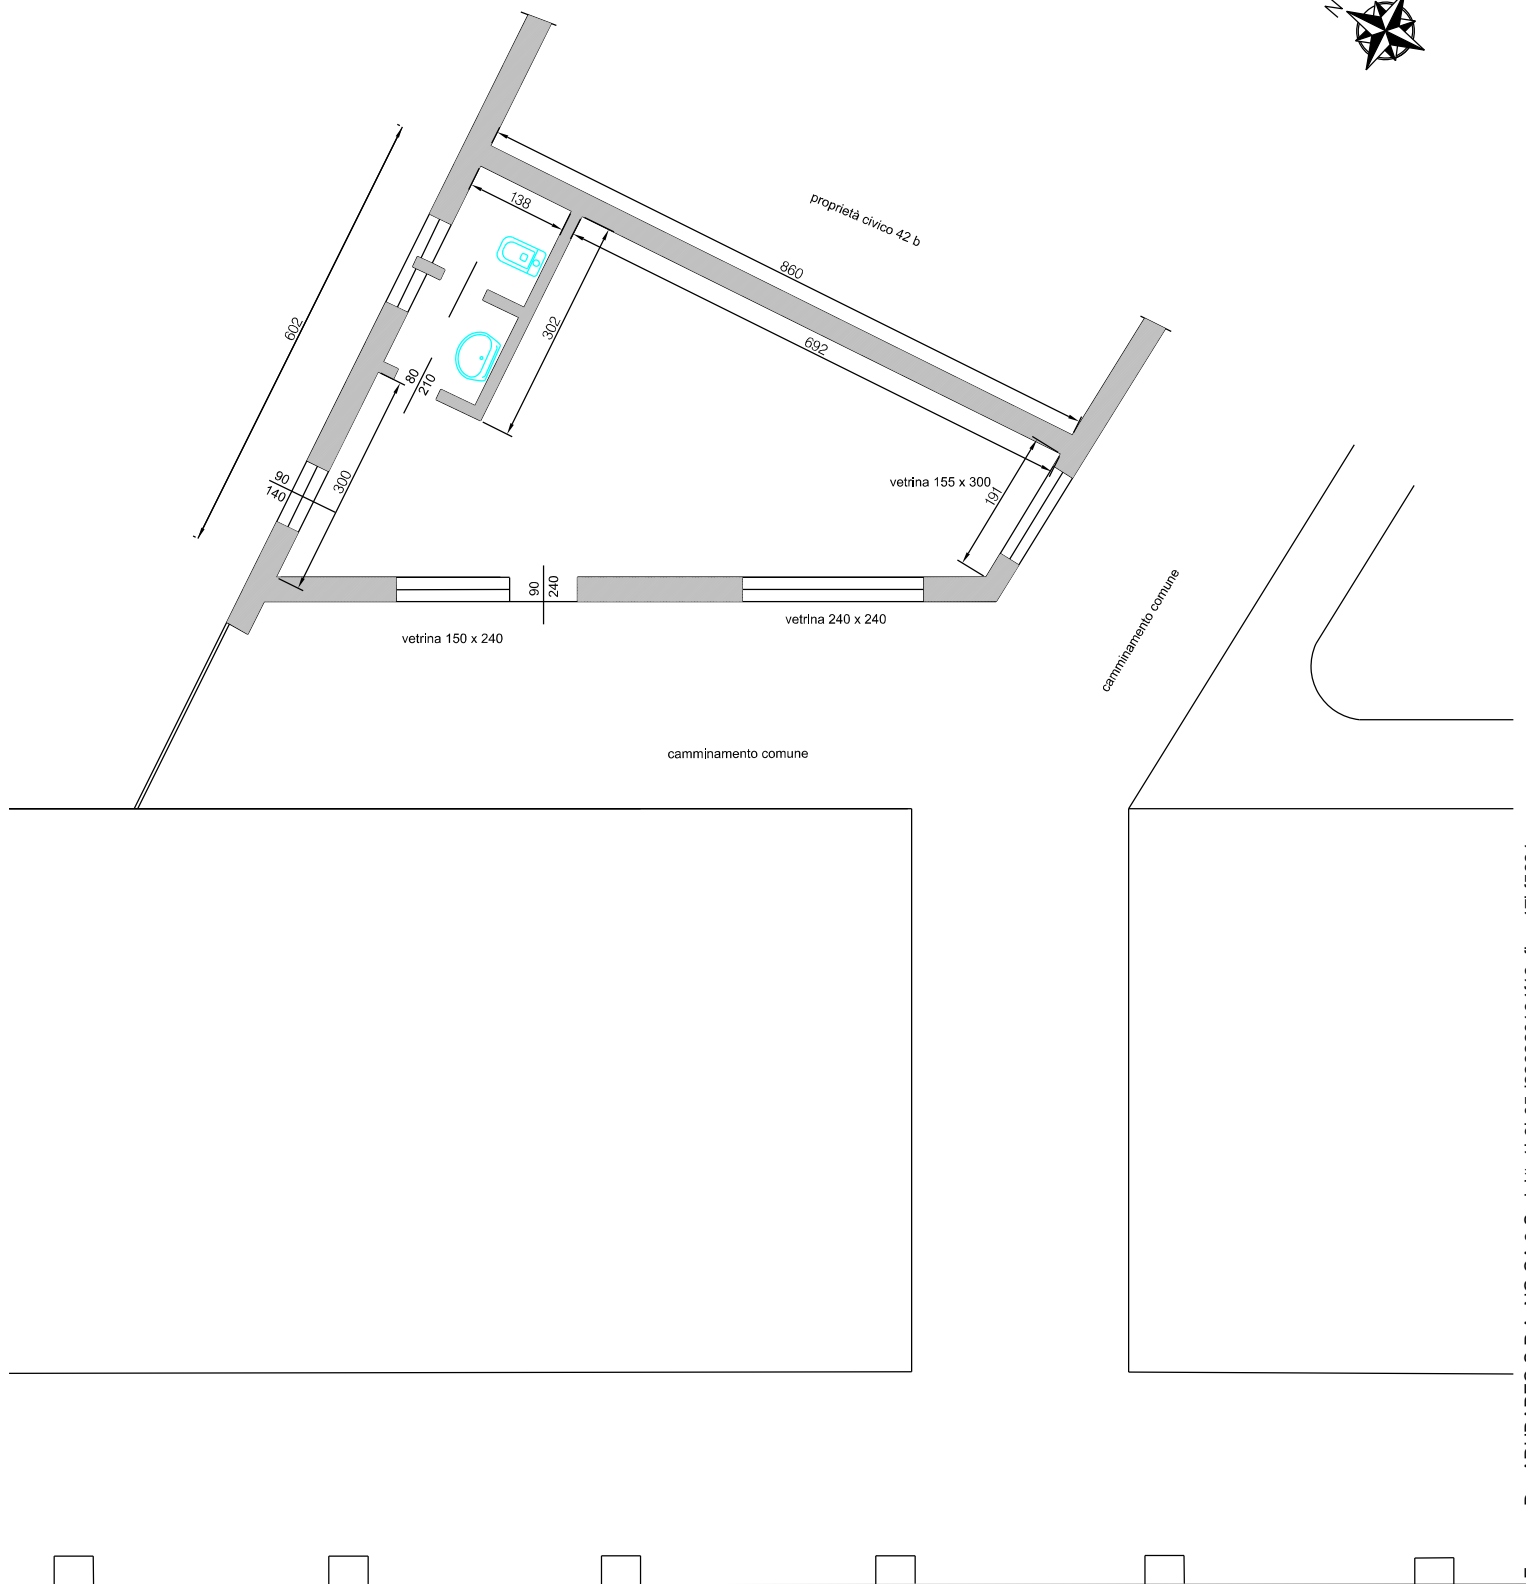 N
proprietà civico 42 b
138
860
602
302
692
80
210
vetrina 155 x 300
90
140
300
191
90
240
vetrina 150 x 240
vetrina 240 x 240
camminamento comune
camminamento comune